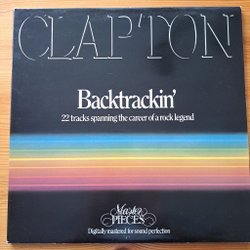 CLAPTON
Backtrackin'
22 tracks spanning the career of a rock legend
Master
PIECES
Digitally mastered for sound perfection